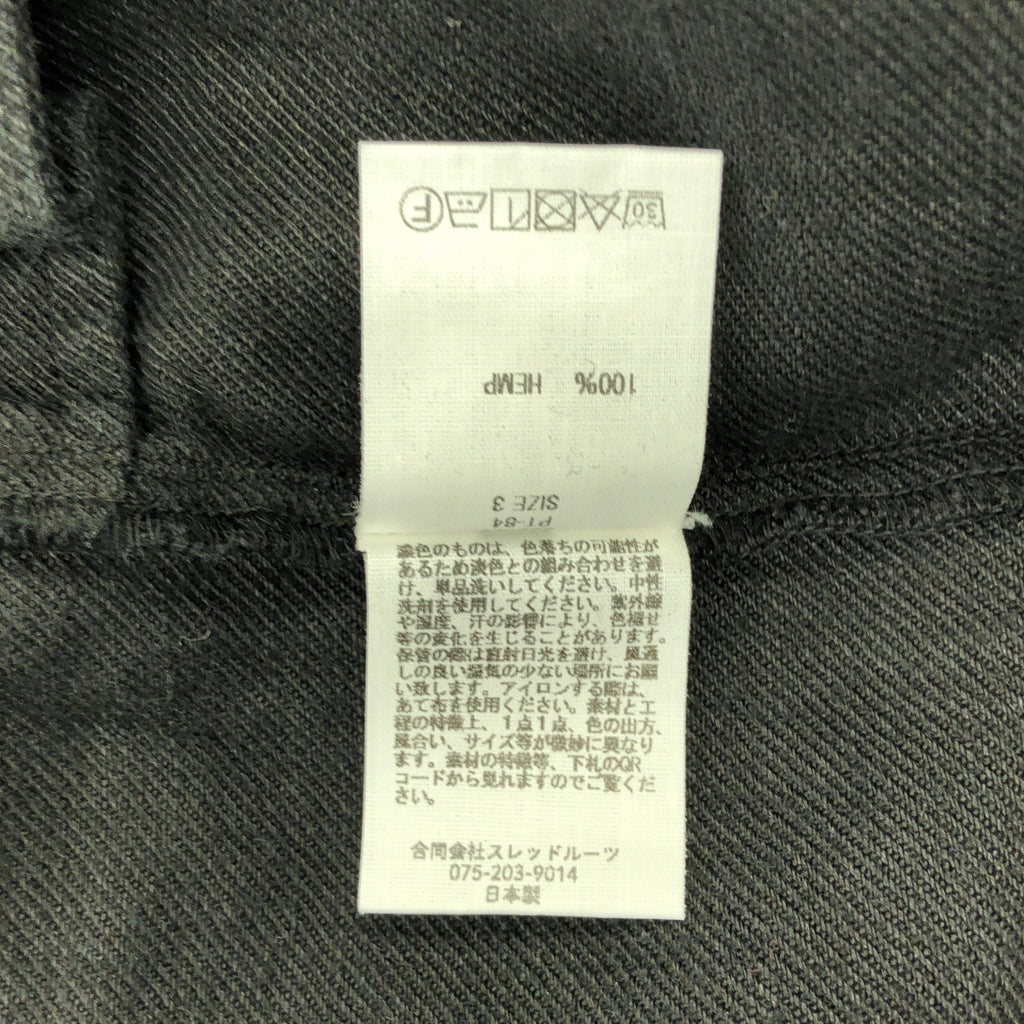 30
F
100% HEMP
SIZE 3
PT-84
濃色のものは、色落ちの可能性が
あるため淡色との組み合わせを避
け、単品洗いしてください。中性
洗剤を使用してください。紫外線
や湿度、汗の影響により、色褪せ
等の変化を生じることがあります。
保管の際は直射日光を避け、風通
しの良い湿気の少ない場所にお願
い致します。アイロンする際は、
あて布を使用ください。素材と工
程の特徴上、1点1点、色の出方、
風合い、サイズ等が微妙に異なり
ます。素材の特徴等、下札のQR
コードから見れますのでご覧くだ
さい。
合同会社スレッドルーツ
075-203-9014
日本製